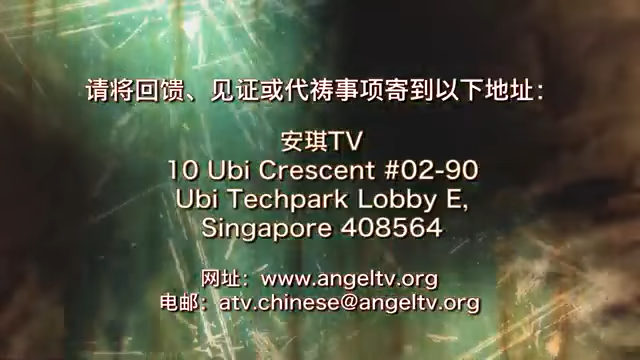 请将回馈、见证或代祷事项寄到以下地址：
安琪TV
10 Ubi Crescent #02-90
Ubi Techpark Lobby E,
Singapore 408564
网址：www.angeltv.org
电邮：atv.chinese@angeltv.org